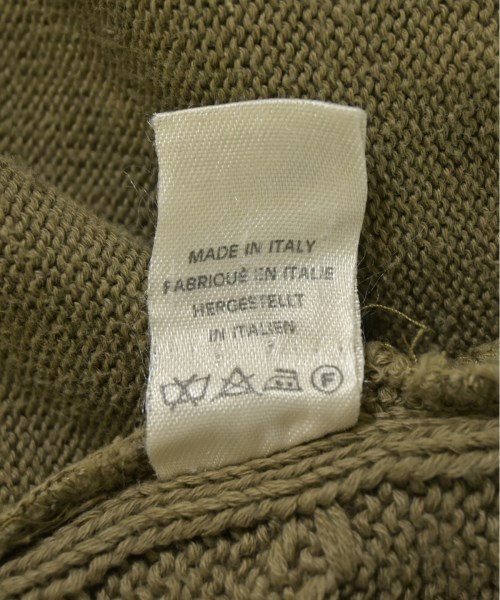 MADE IN ITALY
FABRIQUÉ EN ITALIE
HERGESTELLT
IN ITALIEN
F